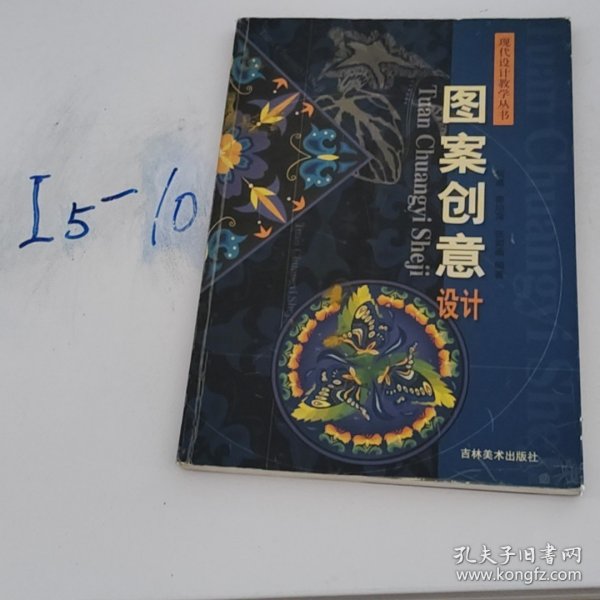 I5-10
现代设计教学丛书
图案创意
设计
Tuan Chuangyi Sheji
吉林美术出版社
孔夫子旧书网
www.kongfz.com